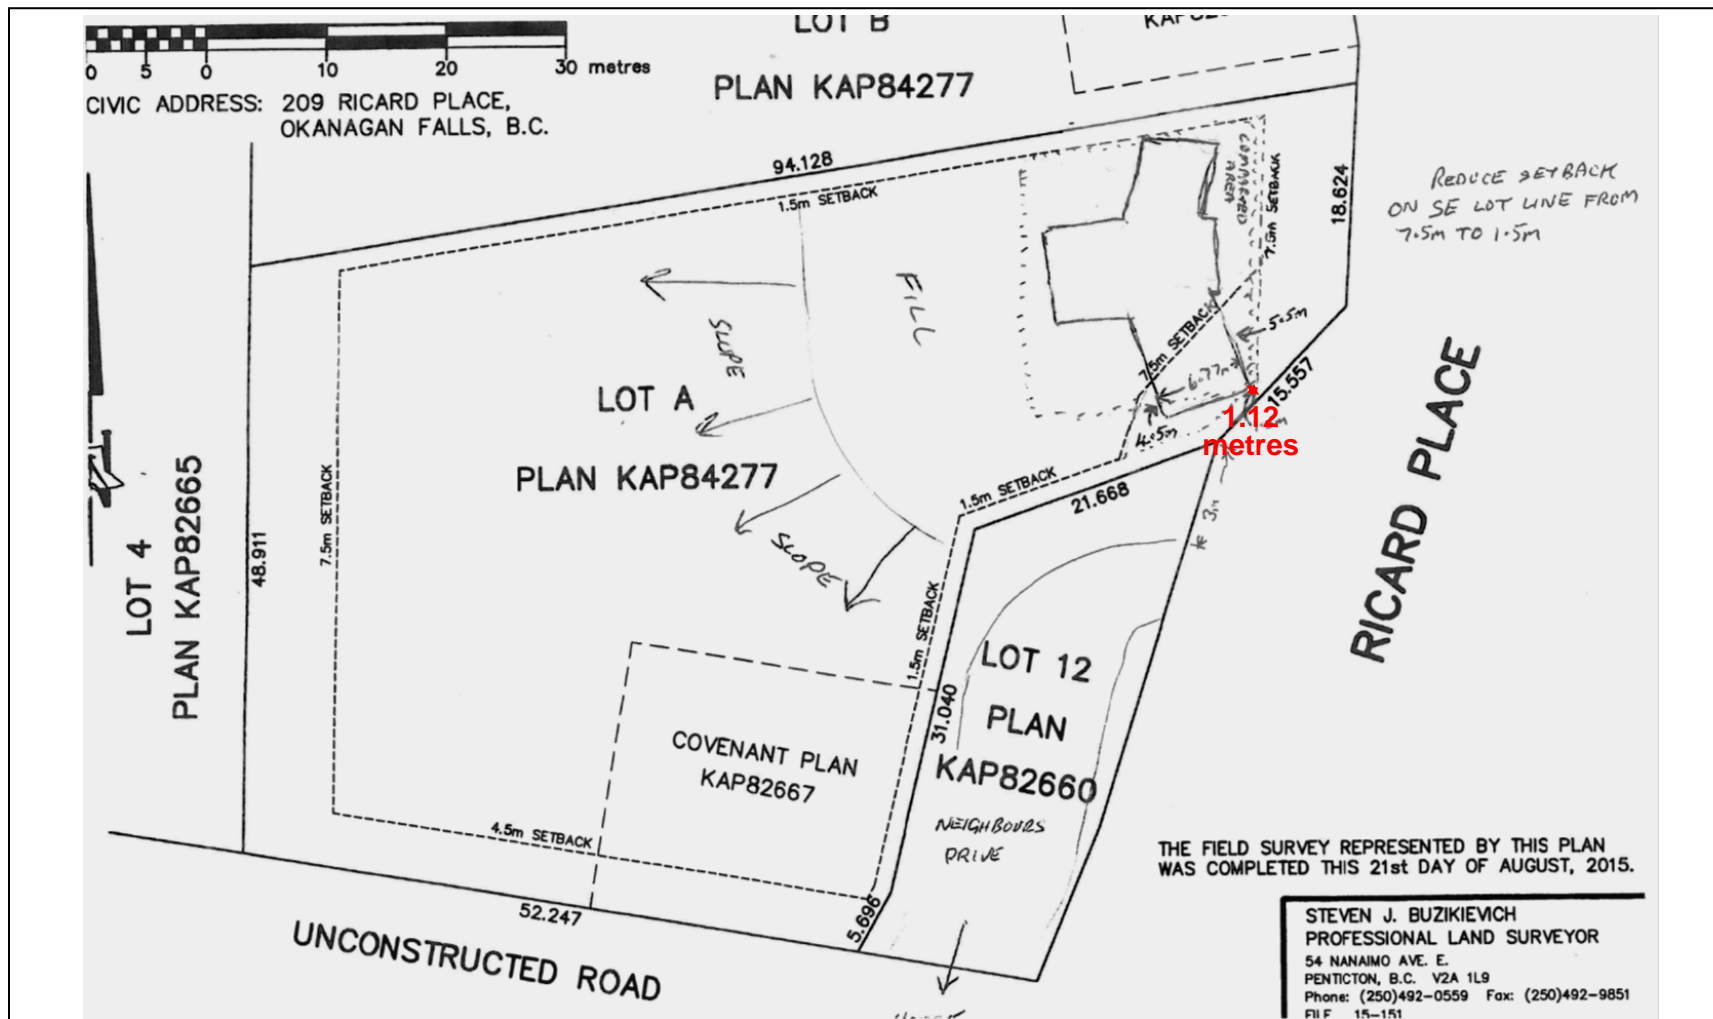 LOT B
PLAN KAP84277
0 5 0 10 20 30 metres
CIVIC ADDRESS: 209 RICARD PLACE,
OKANAGAN FALLS, B.C.
94.128
1.5m SETBACK
COMPACTED
AREA
7.5m SETBACK
18.624
REDUCE SETBACK
ON SE LOT LINE FROM
7.5m TO 1.5m
FILL
SLOPE
7.5m SETBACK
5.5m
6.77m
15.557
4.5m
1.12
metres
LOT A
PLAN KAP84277
1.5m SETBACK
21.668
3m
RICARD PLACE
SLOPE
7.5m SETBACK
48.911
LOT 4
PLAN KAP82665
1.5m SETBACK
31.040
LOT 12
PLAN
KAP82660
NEIGHBOURS
DRIVE
COVENANT PLAN
KAP82667
4.5m SETBACK
52.247
5.696
UNCONSTRUCTED ROAD
THE FIELD SURVEY REPRESENTED BY THIS PLAN
WAS COMPLETED THIS 21st DAY OF AUGUST, 2015.
STEVEN J. BUZIKIEVICH
PROFESSIONAL LAND SURVEYOR
54 NANAIMO AVE. E.
PENTICTON, B.C. V2A 1L9
Phone: (250)492-0559 Fax: (250)492-9851
FILE 15-151